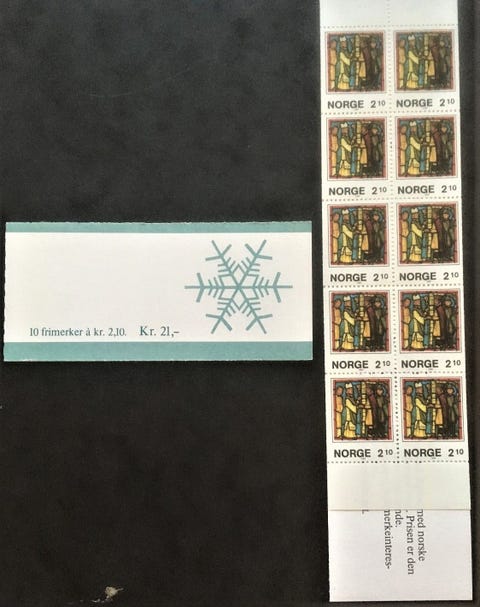 10 frimerker à kr. 2,10. Kr. 21,–
NORGE 2 10 NORGE 2 10
NORGE 2 10 NORGE 2 10
NORGE 2 10 NORGE 2 10
NORGE 2 10 NORGE 2 10
NORGE 2 10 NORGE 2 10
med norske
. Prisen er den
nde.
merkeinteres-